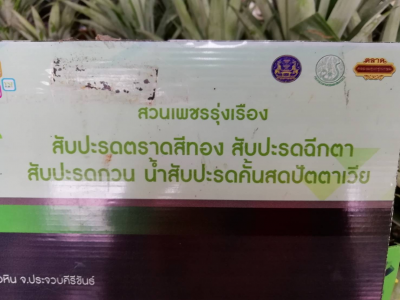 สวนเพชรรุ่งเรือง
สับปะรดตราดสีทอง สับปะรดฉีกตา
สับปะรดกวน น้ำสับปะรดคั้นสดปัตตาเวีย
หิน จ.ประจวบคีรีขันธ์